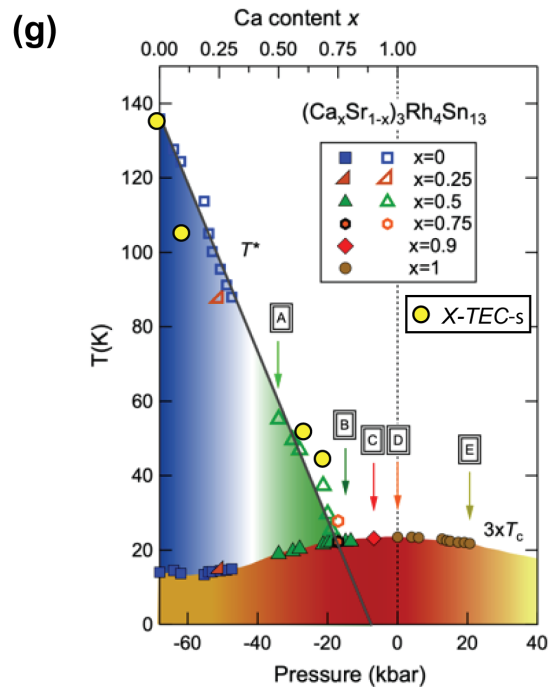 (g)
Ca content x
0.00 0.25 0.50 0.75 1.00
(CaxSr1-x)3Rh4Sn13
x=0
x=0.25
x=0.5
x=0.75
x=0.9
x=1
X-TEC-s
T*
A
B
C
D
E
3xTc
T(K)
140
120
100
80
60
40
20
0
-60 -40 -20 0 20 40
Pressure (kbar)